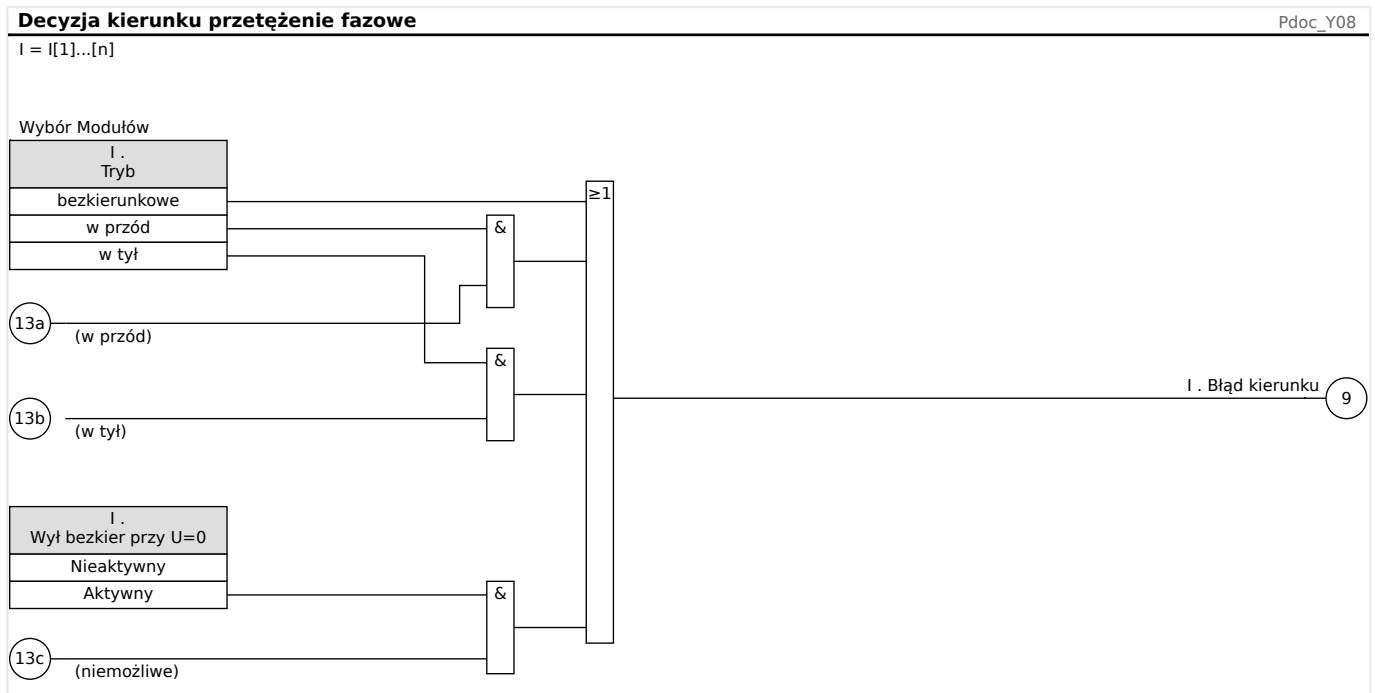 Decyzja kierunku przetężenie fazowe
Pdoc_Y08
I = I[1]...[n]
Wybór Modułów
I .
Tryb
bezkierunkowe
w przód
w tył
≥1
&
13a
(w przód)
&
13b
(w tył)
I . Błąd kierunku
9
I .
Wył bezkier przy U=0
Nieaktywny
Aktywny
&
13c
(niemożliwe)